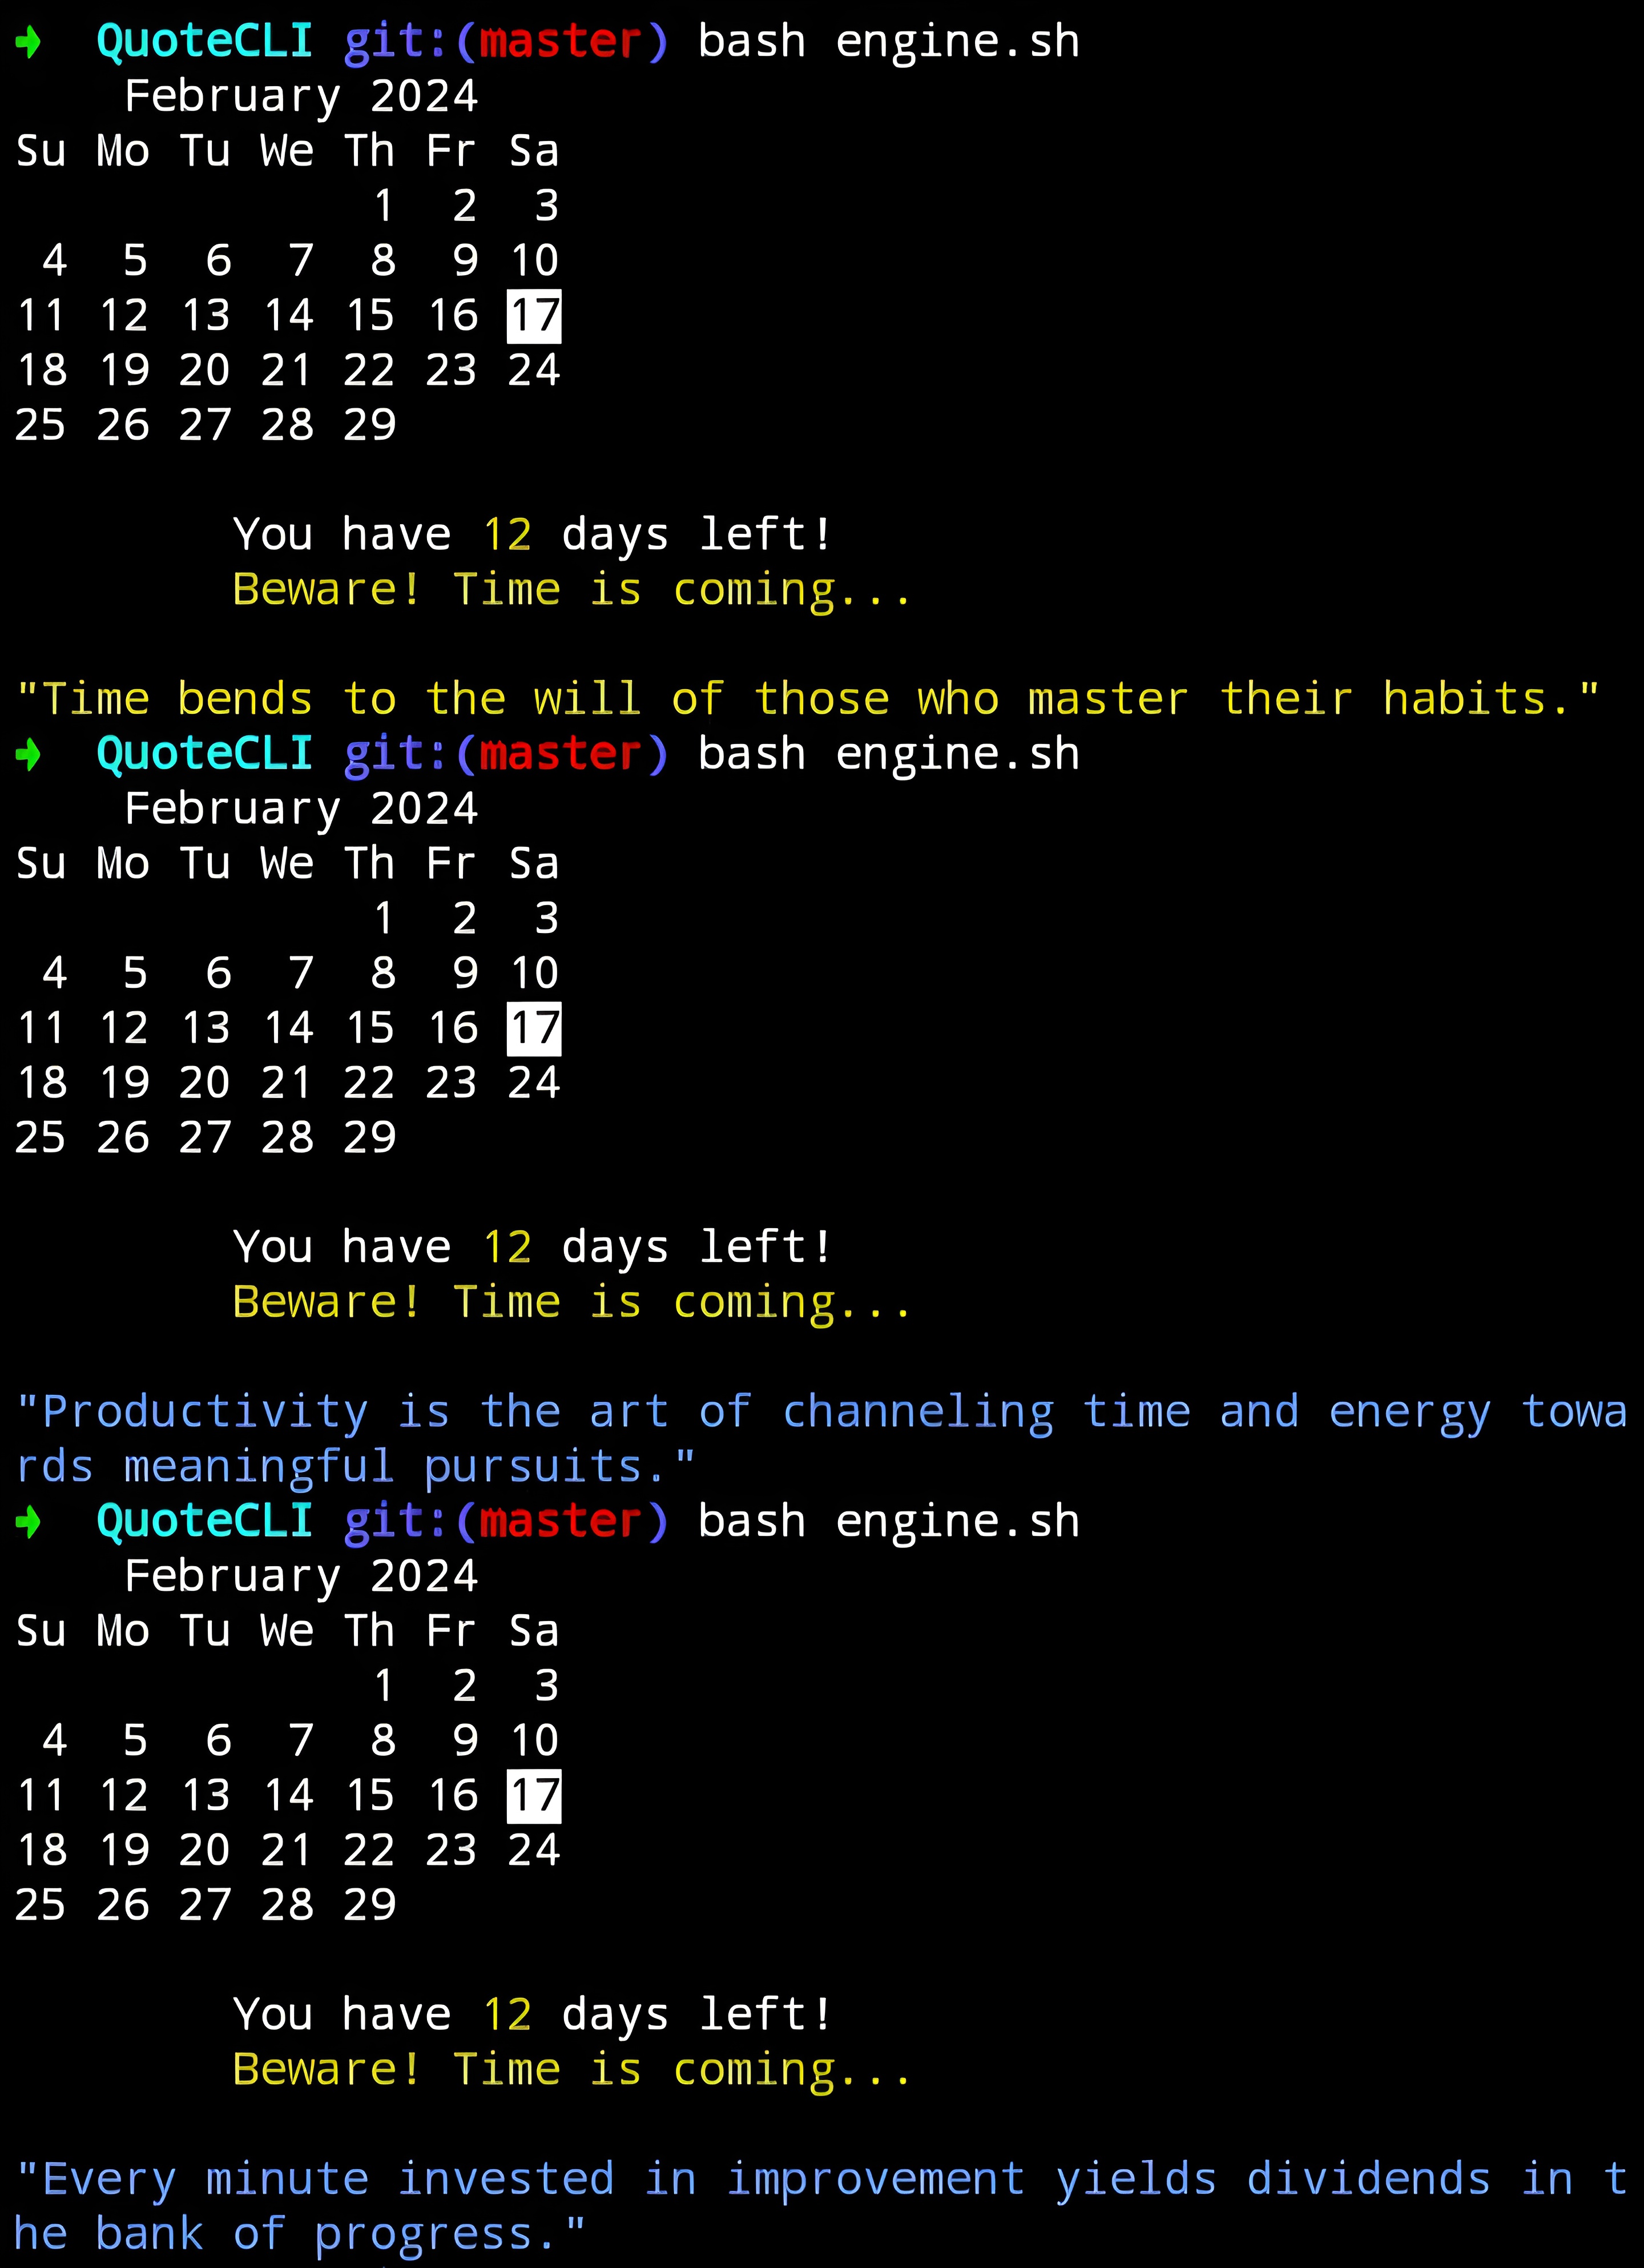 ➜  QuoteCLI git:(master) bash engine.sh
    February 2024
Su Mo Tu We Th Fr Sa
             1  2  3
 4  5  6  7  8  9 10
11 12 13 14 15 16 17
18 19 20 21 22 23 24
25 26 27 28 29
        You have 12 days left!
        Beware! Time is coming...
"Time bends to the will of those who master their habits."
➜  QuoteCLI git:(master) bash engine.sh
    February 2024
Su Mo Tu We Th Fr Sa
             1  2  3
 4  5  6  7  8  9 10
11 12 13 14 15 16 17
18 19 20 21 22 23 24
25 26 27 28 29
        You have 12 days left!
        Beware! Time is coming...
"Productivity is the art of channeling time and energy towa
rds meaningful pursuits."
➜  QuoteCLI git:(master) bash engine.sh
    February 2024
Su Mo Tu We Th Fr Sa
             1  2  3
 4  5  6  7  8  9 10
11 12 13 14 15 16 17
18 19 20 21 22 23 24
25 26 27 28 29
        You have 12 days left!
        Beware! Time is coming...
"Every minute invested in improvement yields dividends in t
he bank of progress."